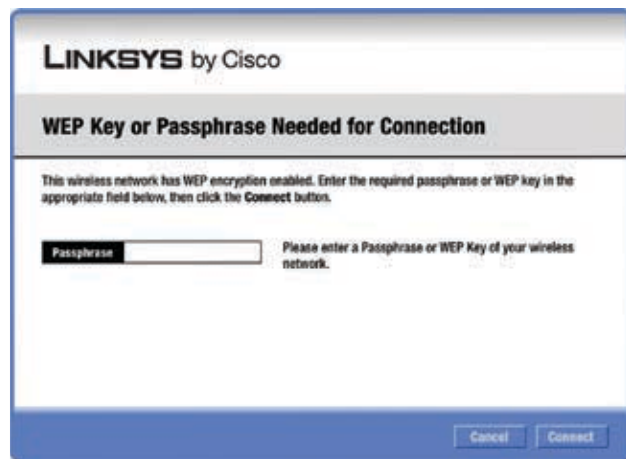 LINKSYS by Cisco
WEP Key or Passphrase Needed for Connection
This wireless network has WEP encryption enabled. Enter the required passphrase or WEP key in the
appropriate field below, then click the Connect button.
Passphrase
Please enter a Passphrase or WEP Key of your wireless
network.
Cancel
Connect